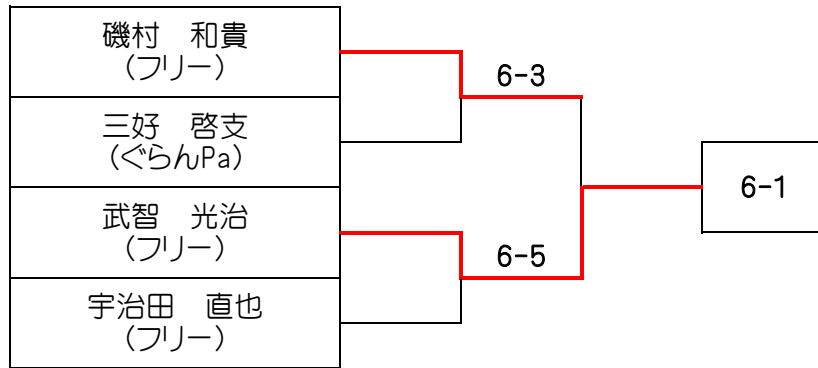 磯村　和貴
(フリー)
6-3
三好　啓支
(ぐらんPa)
6-1
武智　光治
(フリー)
6-5
宇治田　直也
(フリー)